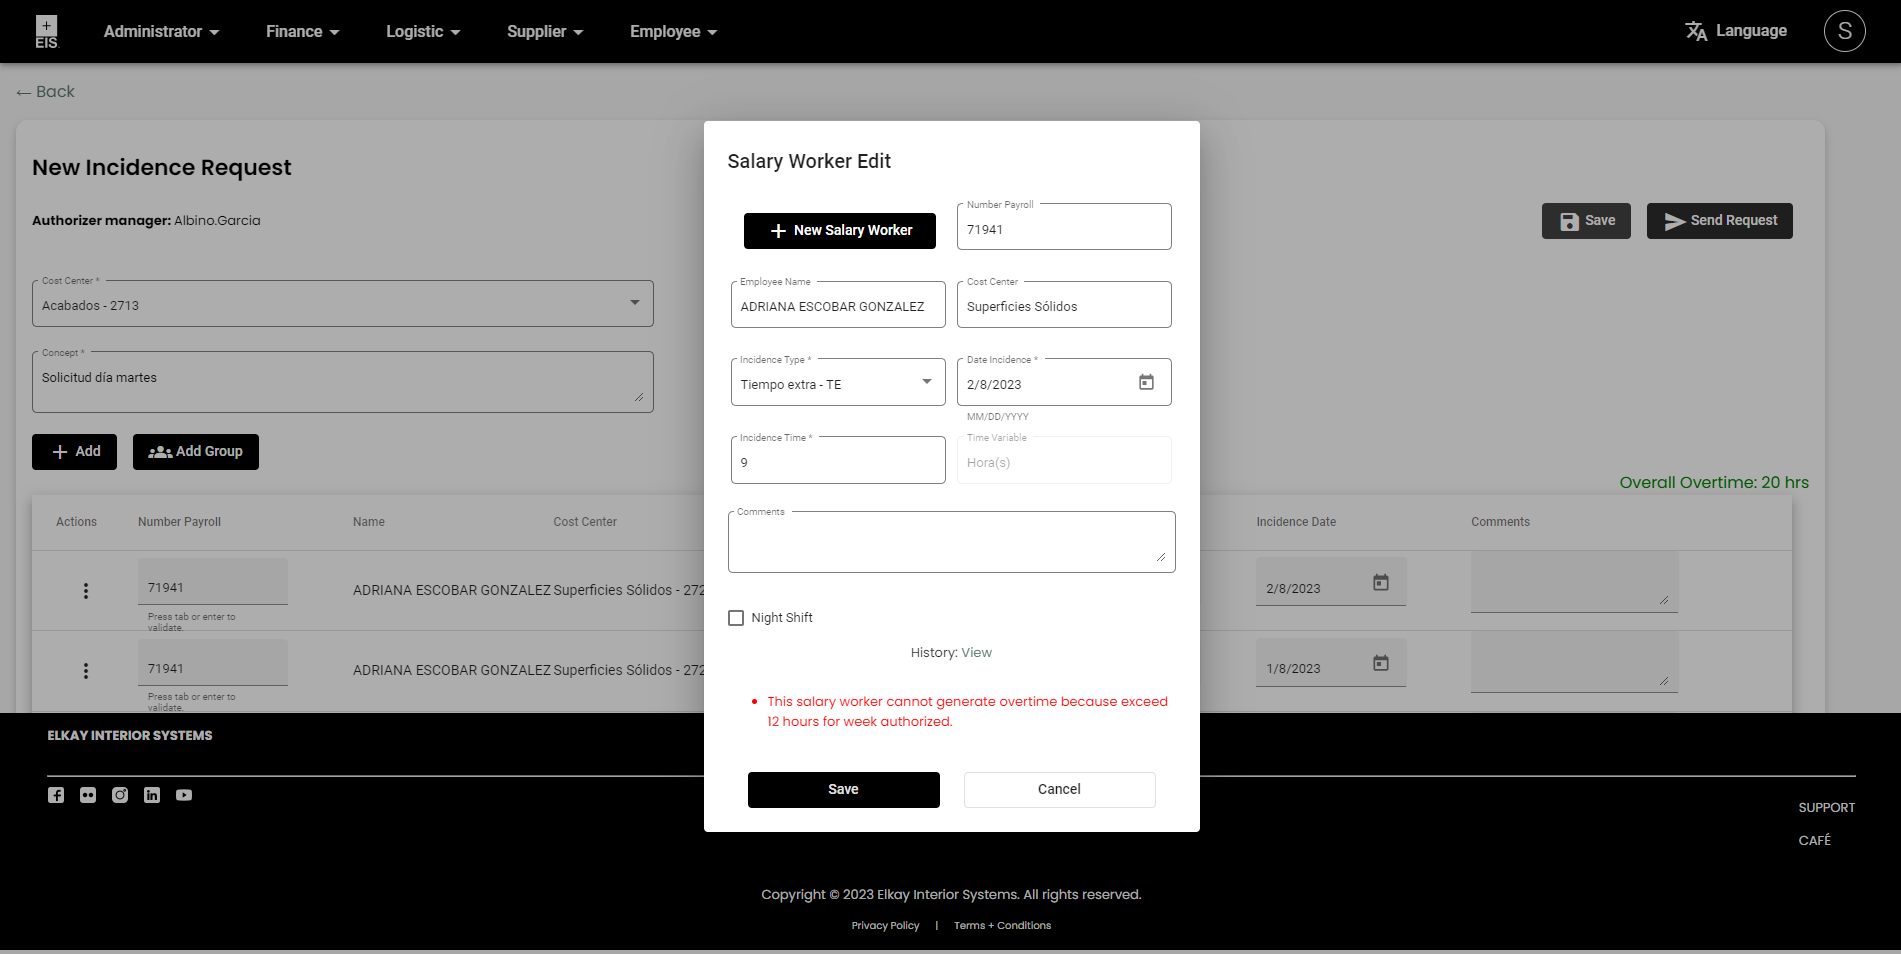 EIS.
Administrator
Finance
Logistic
Supplier
Employee
Language
S
← Back
New Incidence Request
Authorizer manager: Albino.Garcia
Save
Send Request
Cost Center *
Acabados - 2713
Concept *
Solicitud día martes
Add
Add Group
Overall Overtime: 20 hrs
Actions
Number Payroll
Name
Cost Center
Incidence Date
Comments
71941
Press tab or enter to
validate.
ADRIANA ESCOBAR GONZALEZ
Superficies Sólidos - 272
2/8/2023
71941
Press tab or enter to
validate.
ADRIANA ESCOBAR GONZALEZ
Superficies Sólidos - 272
1/8/2023
Salary Worker Edit
New Salary Worker
Number Payroll
71941
Employee Name
ADRIANA ESCOBAR GONZALEZ
Cost Center
Superficies Sólidos
Incidence Type *
Tiempo extra - TE
Date Incidence *
2/8/2023
MM/DD/YYYY
Incidence Time *
9
Time Variable
Hora(s)
Comments
Night Shift
History: View
This salary worker cannot generate overtime because exceed
12 hours for week authorized.
Save
Cancel
ELKAY INTERIOR SYSTEMS
SUPPORT
CAFÉ
Copyright © 2023 Elkay Interior Systems. All rights reserved.
Privacy Policy | Terms + Conditions